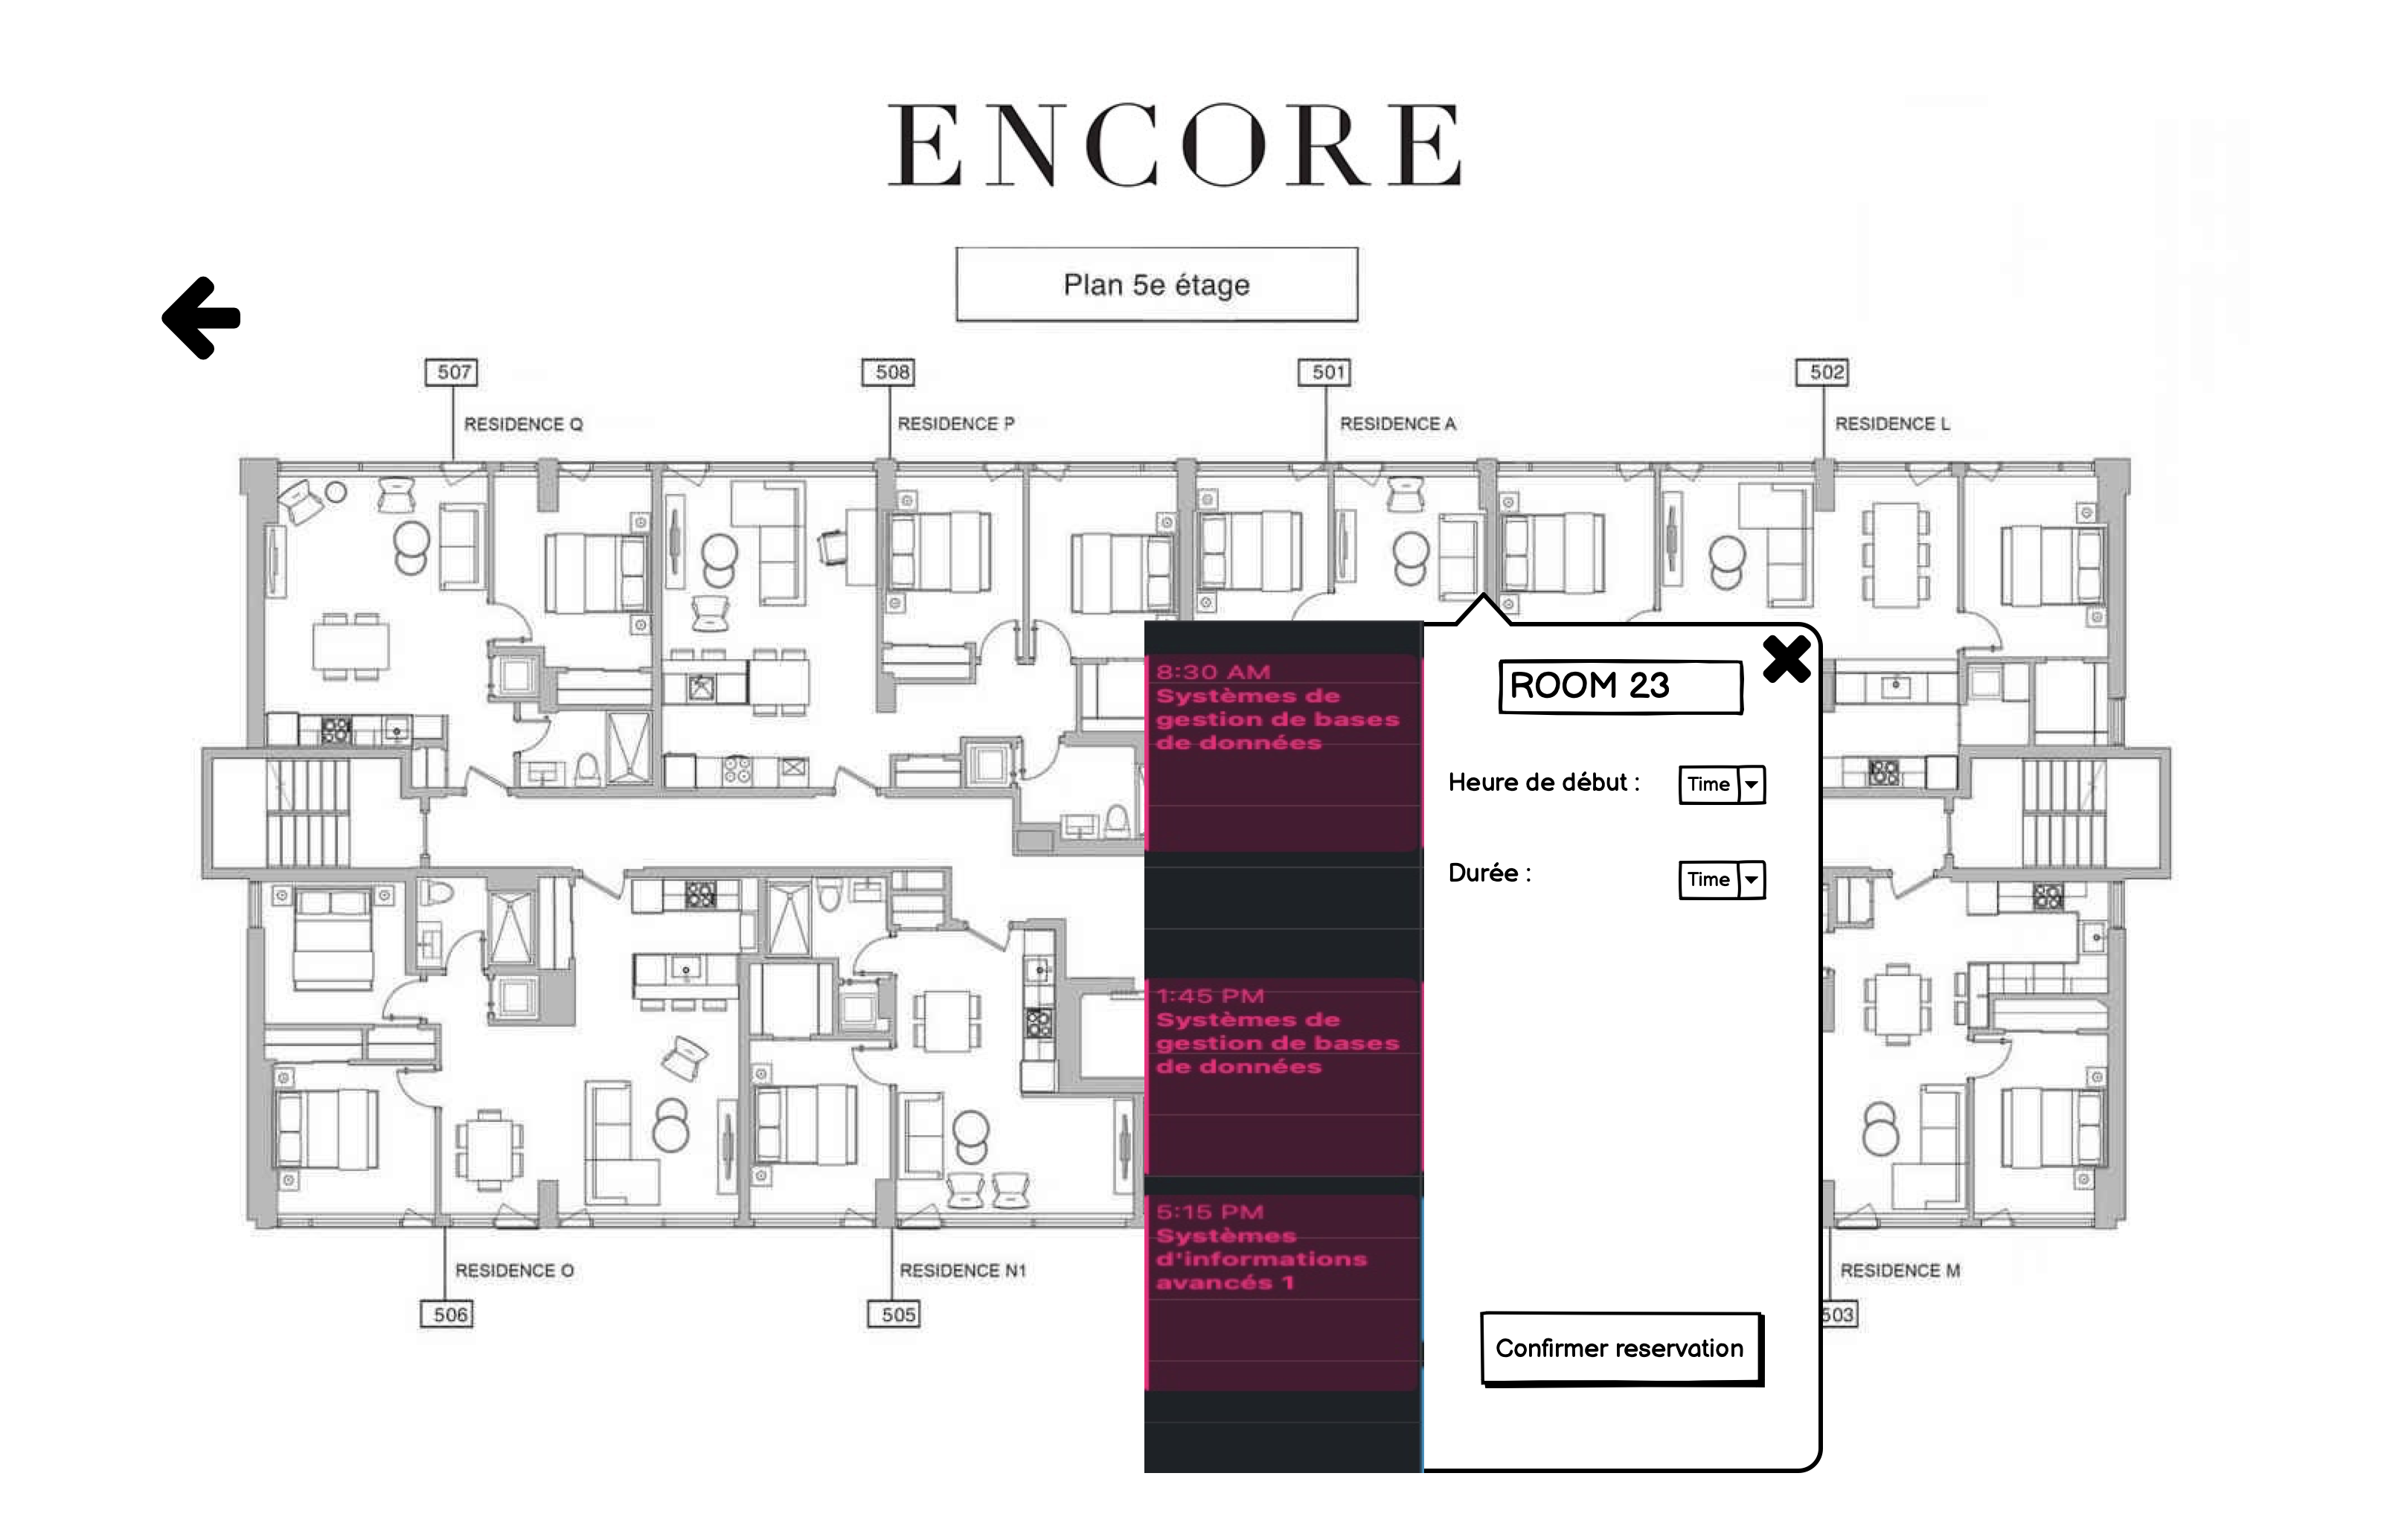 ENCORE
Plan 5e étage
507
508
501
502
RESIDENCE Q
RESIDENCE P
RESIDENCE A
RESIDENCE L
8:30 AM
Systèmes de
gestion de bases
de données
1:45 PM
Systèmes de
gestion de bases
de données
5:15 PM
Systèmes
d'informations
avancés 1
ROOM 23
Heure de début :
Time
Durée :
Time
Confirmer reservation
RESIDENCE O
RESIDENCE N1
RESIDENCE M
506
505
503